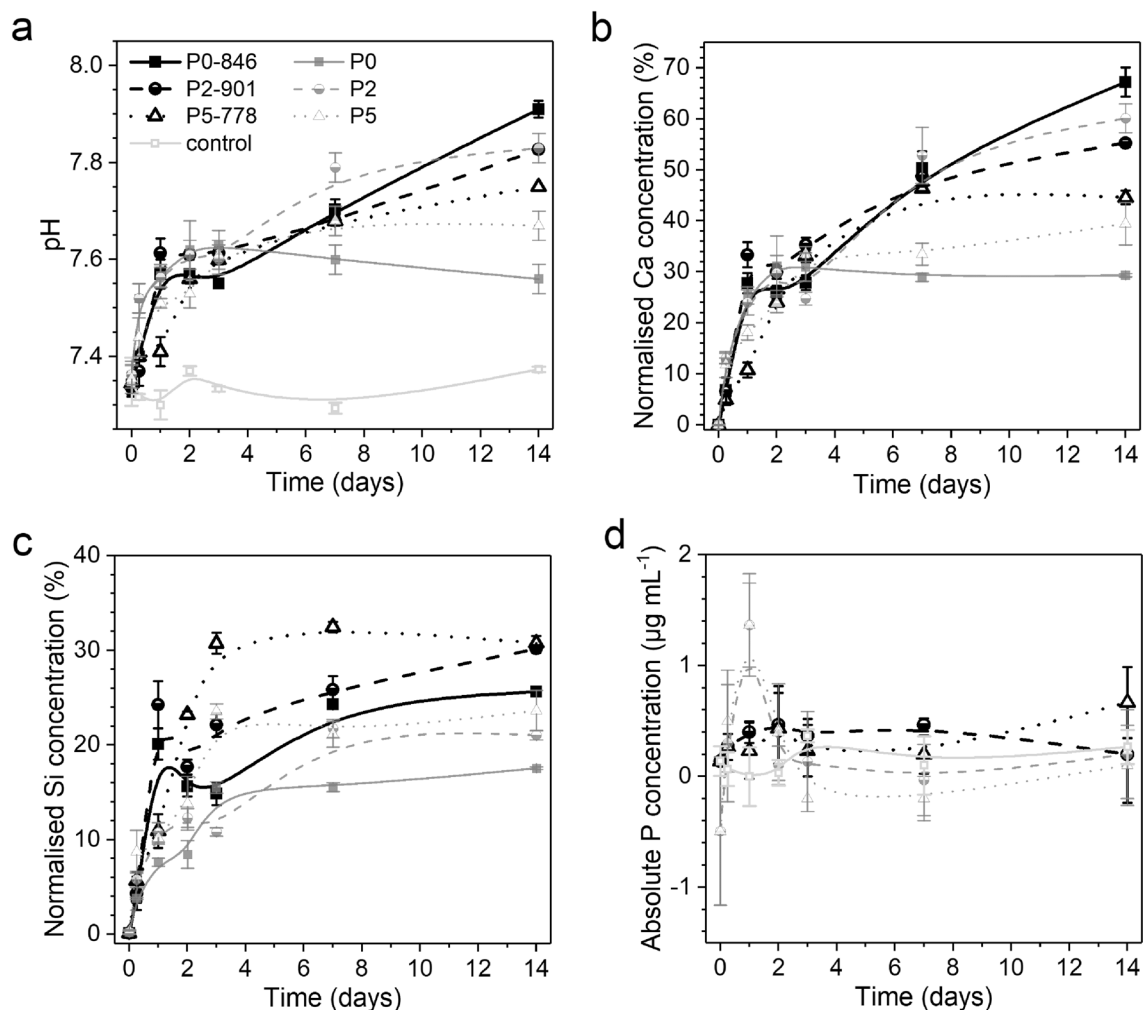 a
pH
8.0
7.8
7.6
7.4
P0-846
P0
P2-901
P2
P5-778
P5
control
0 2 4 6 8 10 12 14
Time (days)
b
Normalised Ca concentration (%)
70
60
50
40
30
20
10
0
0 2 4 6 8 10 12 14
Time (days)
c
Normalised Si concentration (%)
40
30
20
10
0
0 2 4 6 8 10 12 14
Time (days)
d
Absolute P concentration (µg mL⁻¹)
2
1
0
-1
0 2 4 6 8 10 12 14
Time (days)